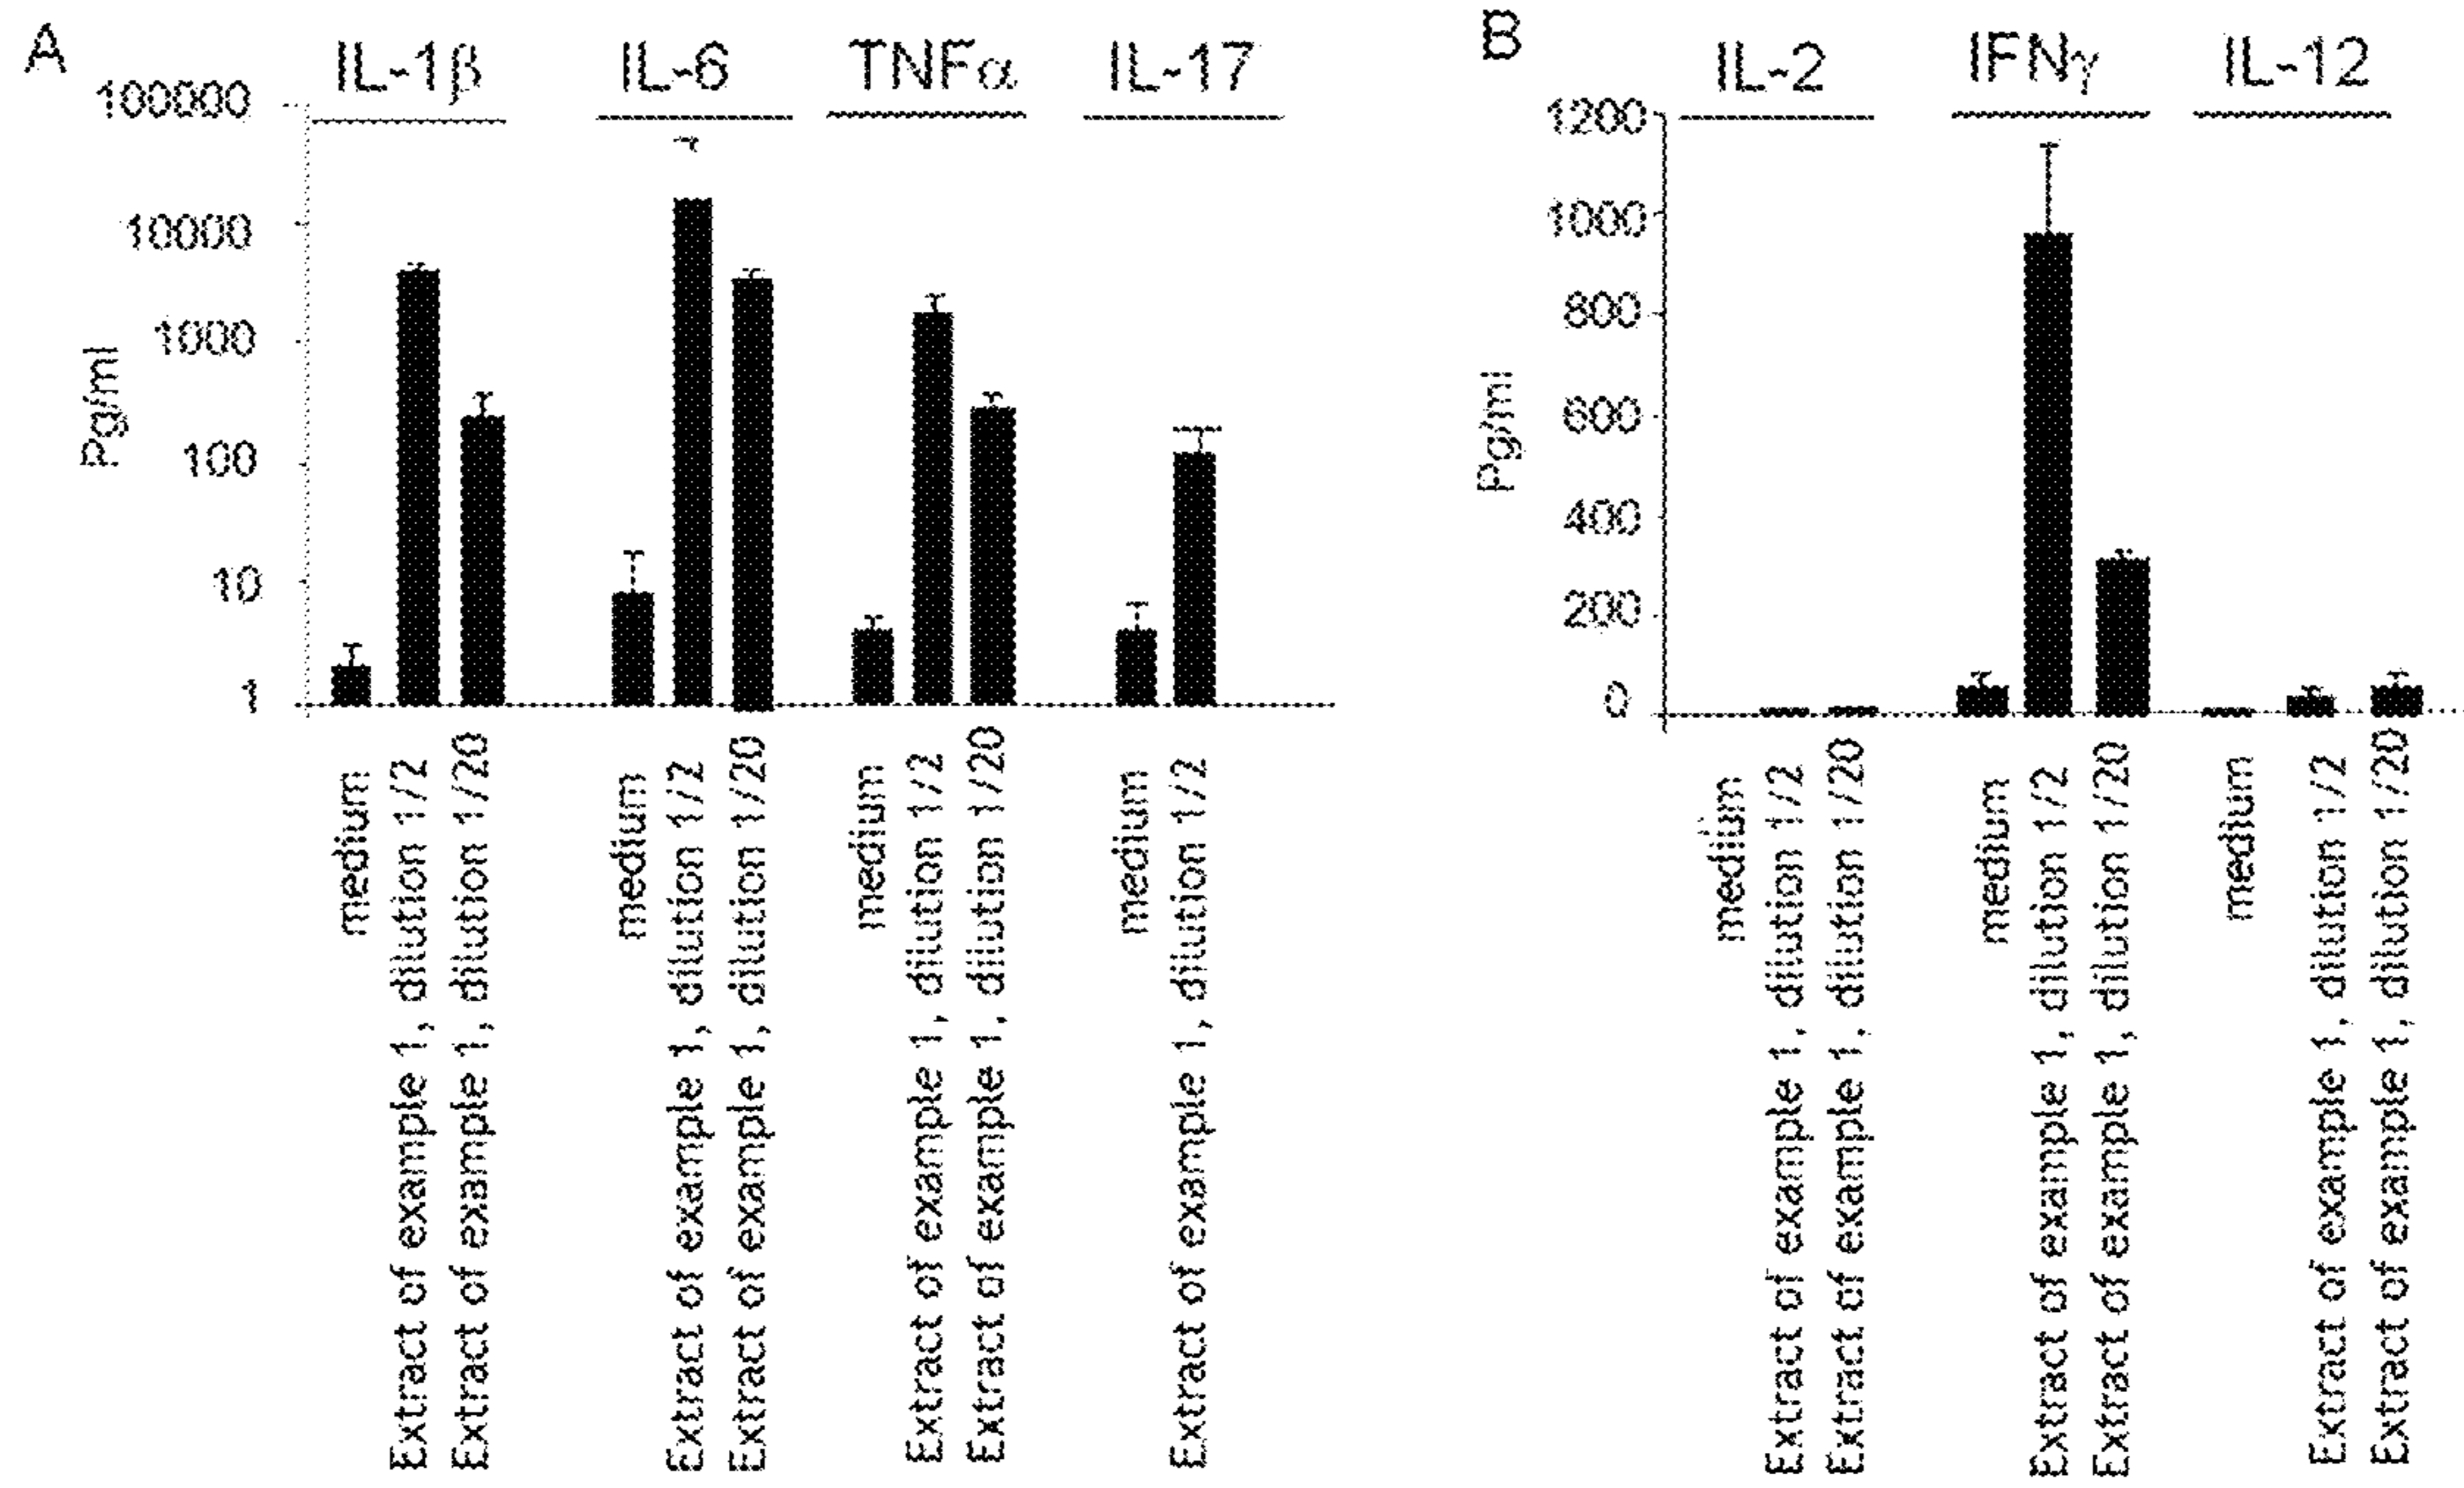 A
IL-1β
IL-6
TNFα
IL-17
100000
10000
1000
100
10
1
Pg/ml
medium
Extract of example 1, dilution 1/2
Extract of example 1, dilution 1/20
medium
Extract of example 1, dilution 1/2
Extract of example 1, dilution 1/20
medium
Extract of example 1, dilution 1/2
Extract of example 1, dilution 1/20
medium
Extract of example 1, dilution 1/2
B
IL-2
IFNγ
IL-12
1200
1000
800
600
400
200
0
Pg/ml
medium
Extract of example 1, dilution 1/2
Extract of example 1, dilution 1/20
medium
Extract of example 1, dilution 1/2
Extract of example 1, dilution 1/20
medium
Extract of example 1, dilution 1/2
Extract of example 1, dilution 1/20